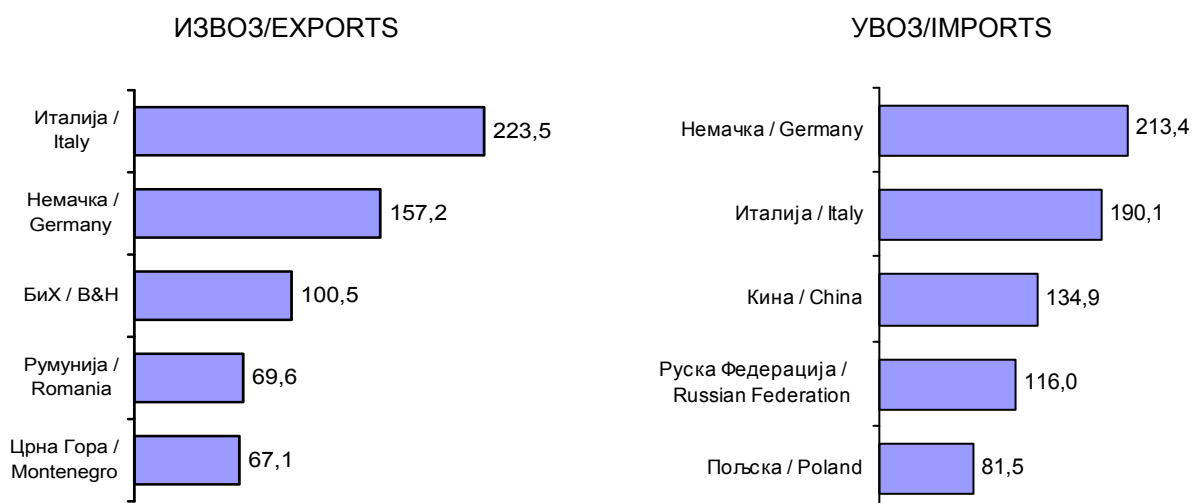 ИЗВОЗ/EXPORTS
Италија /
Italy
223,5
Немачка /
Germany
157,2
БиХ / B&H
100,5
Румунија /
Romania
69,6
Црна Гора /
Montenegro
67,1
УВОЗ/IMPORTS
Немачка / Germany
213,4
Италија / Italy
190,1
Кина / China
134,9
Руска Федерација /
Russian Federation
116,0
Пољска / Poland
81,5